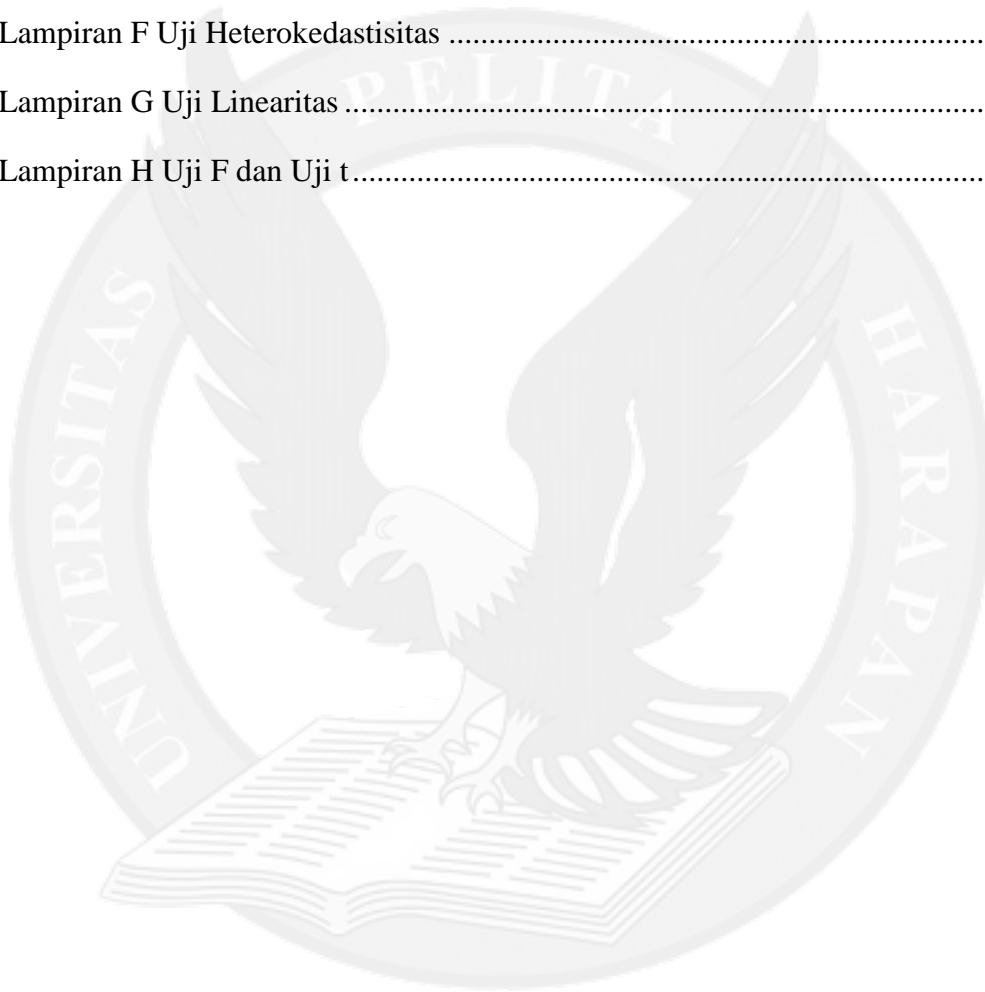 Lampiran F Uji Heterokedastisitas ................................................................
Lampiran G Uji Linearitas .............................................................................
Lampiran H Uji F dan Uji t............................................................................
UNIVERSITAS PELITA HARAPAN